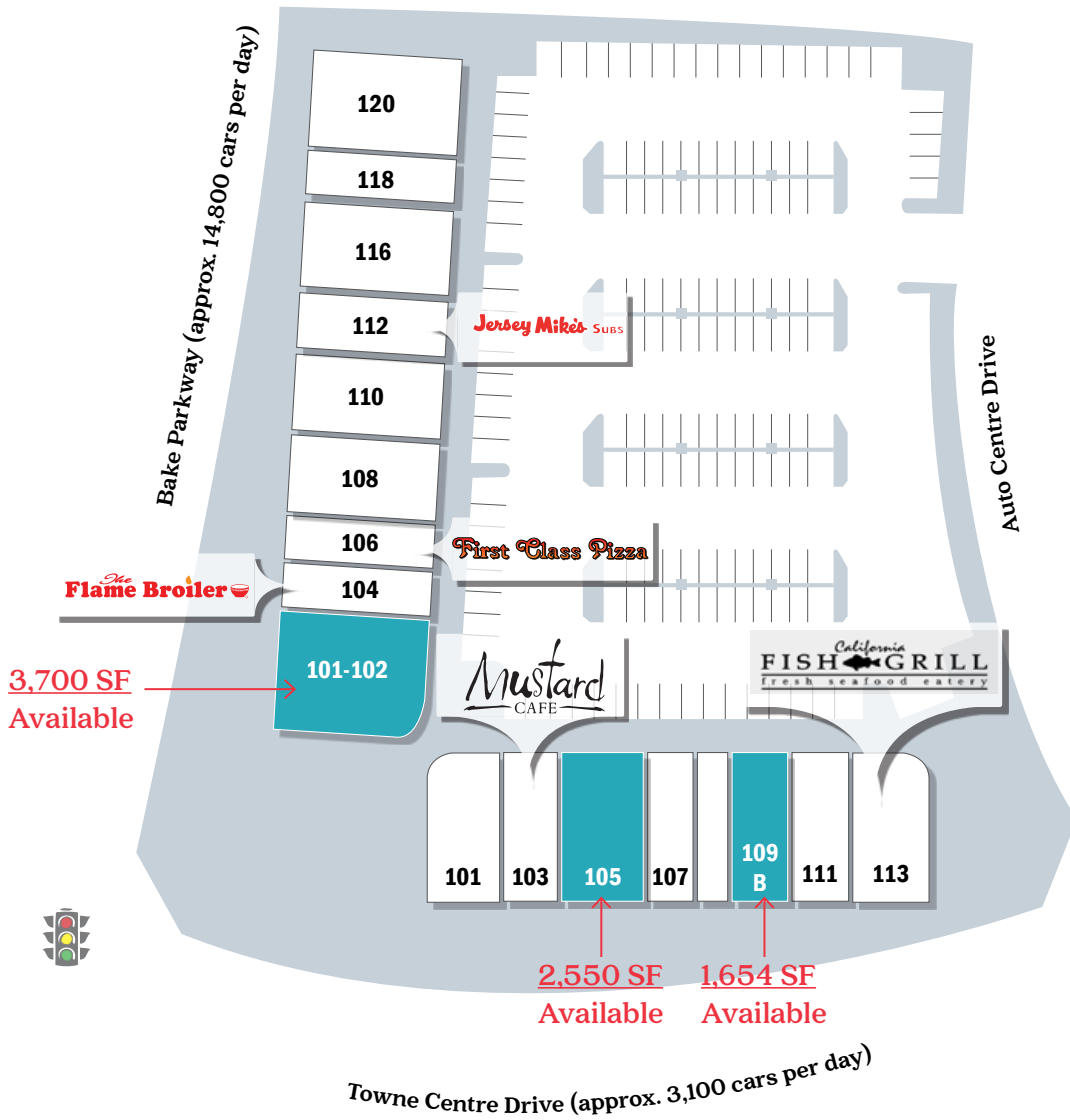 Bake Parkway (approx. 14,800 cars per day)
120
118
116
112
Jersey Mike's SUBS
110
108
106
First Class Pizza
104
The
Flame Broiler
101-102
3,700 SF
Available
Auto Centre Drive
Mustard
CAFE
California
FISH GRILL
fresh seafood eatery
101
103
105
107
109
B
111
113
2,550 SF
Available
1,654 SF
Available
Towne Centre Drive (approx. 3,100 cars per day)